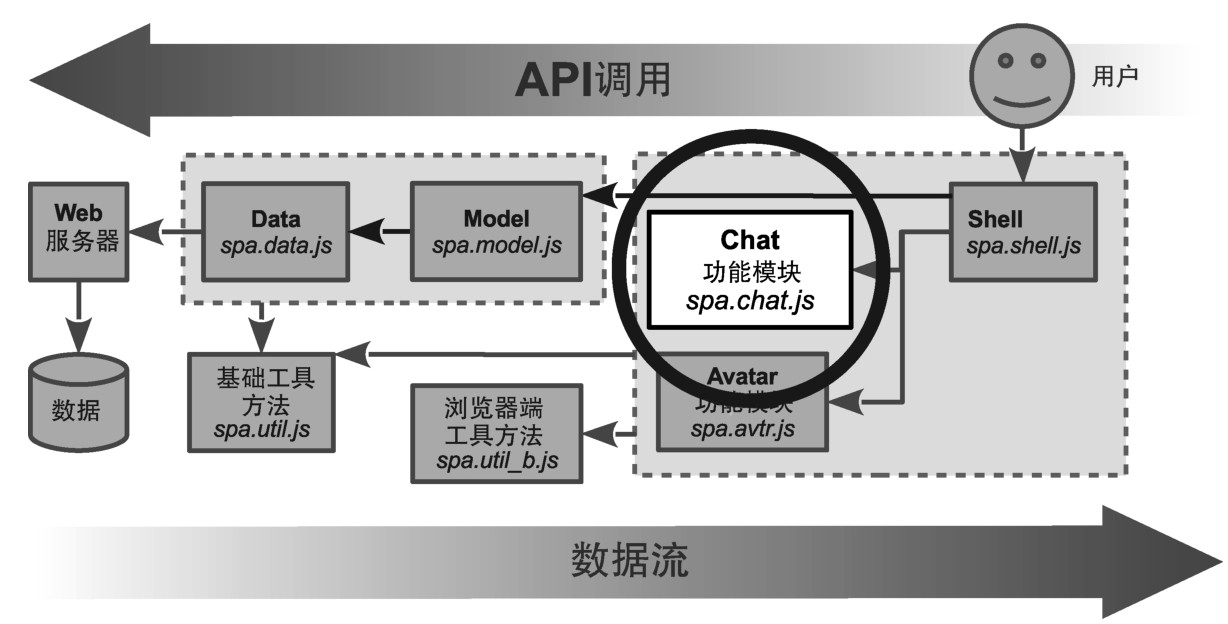 API调用
用户
Web
服务器
Data
spa.data.js
Model
spa.model.js
Chat
功能模块
spa.chat.js
Shell
spa.shell.js
数据
基础工具
方法
spa.util.js
浏览器端
工具方法
spa.util_b.js
Avatar
功能模块
spa.avtr.js
数据流